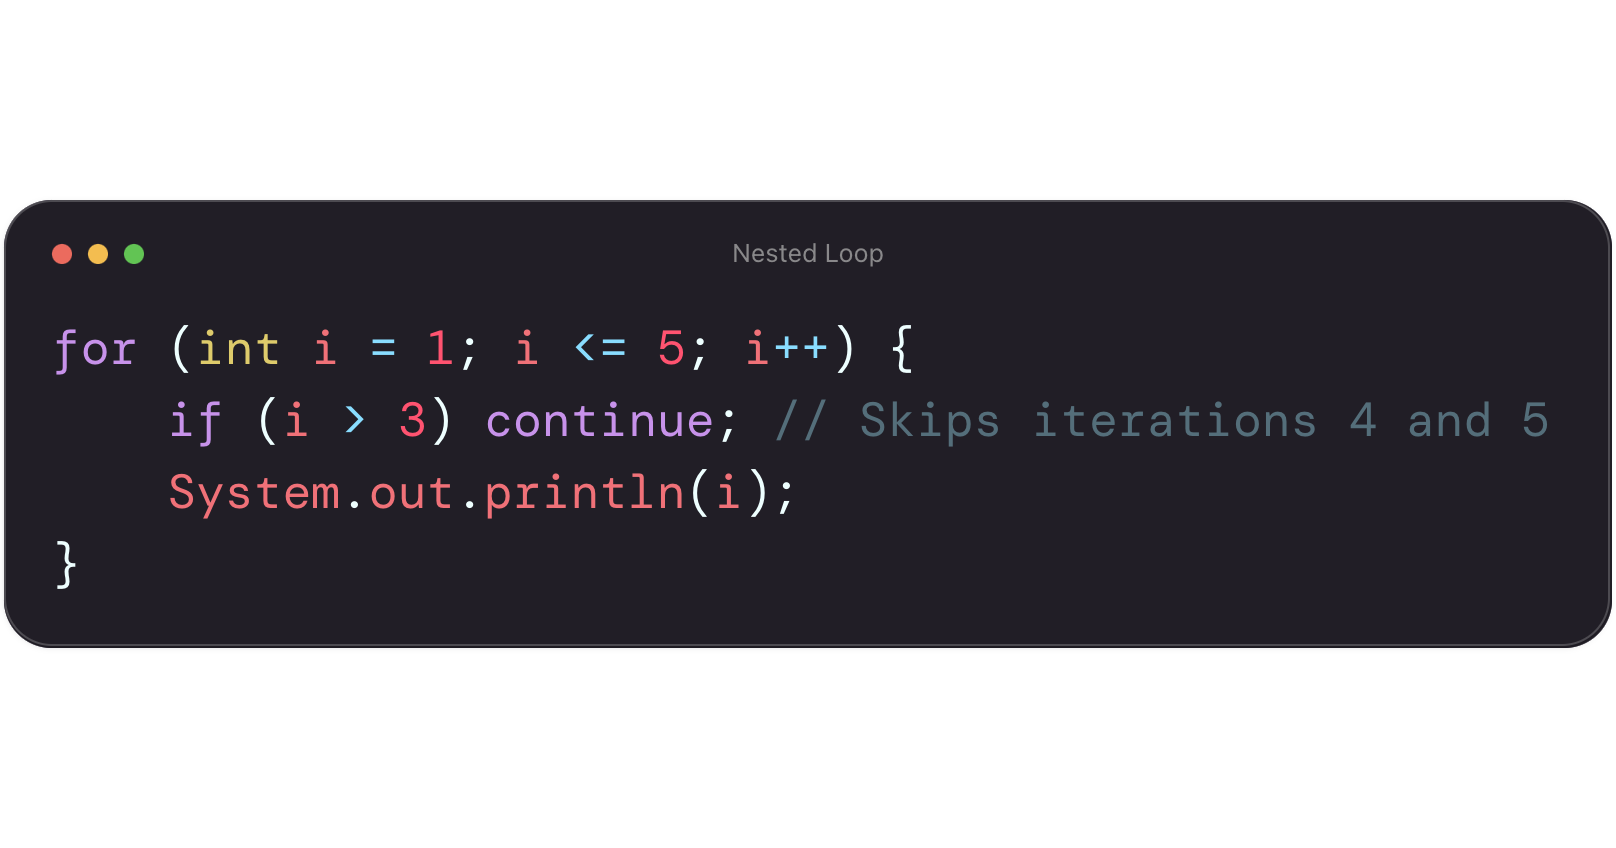 Nested Loop
for (int i = 1; i <= 5; i++) {
    if (i > 3) continue; // Skips iterations 4 and 5
    System.out.println(i);
}